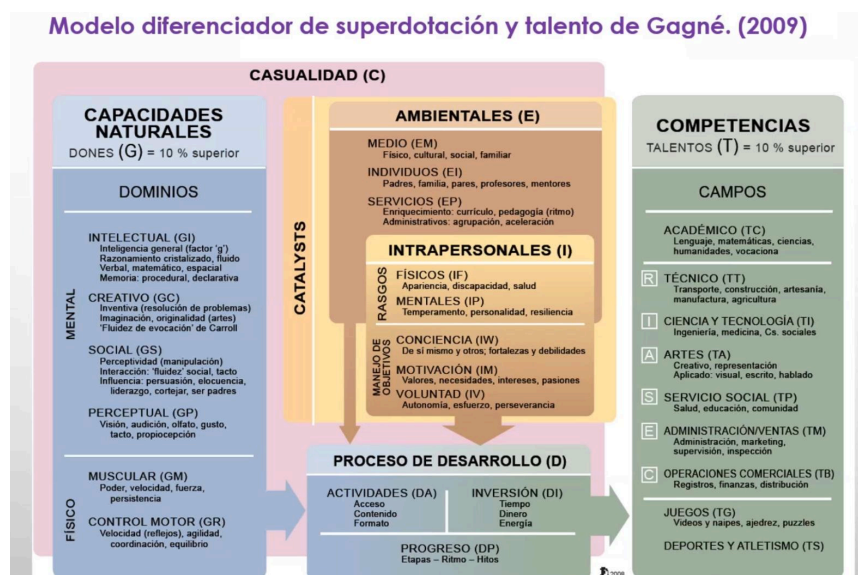 Modelo diferenciador de superdotación y talento de Gagné. (2009)
CASUALIDAD (C)
CAPACIDADES
NATURALES
DONES (G) = 10 % superior
DOMINIOS
MENTAL
INTELECTUAL (GI)
Inteligencia general (factor 'g')
Razonamiento cristalizado, fluido
Verbal, matemático, espacial
Memoria: procedural, declarativa
CREATIVO (GC)
Inventiva (resolución de problemas)
Imaginación, originalidad (artes)
'Fluidez de evocación' de Carroll
SOCIAL (GS)
Perceptividad (manipulación)
Interacción: 'fluidez' social, tacto
Influencia: persuasión, elocuencia,
liderazgo, cortejar, ser padres
PERCEPTUAL (GP)
Visión, audición, olfato, gusto,
tacto, propiocepción
FÍSICO
MUSCULAR (GM)
Poder, velocidad, fuerza,
persistencia
CONTROL MOTOR (GR)
Velocidad (reflejos), agilidad,
coordinación, equilibrio
CATALYSTS
AMBIENTALES (E)
MEDIO (EM)
Físico, cultural, social, familiar
INDIVIDUOS (EI)
Padres, familia, pares, profesores, mentores
SERVICIOS (EP)
Enriquecimiento: currículo, pedagogía (ritmo)
Administrativos: agrupación, aceleración
INTRAPERSONALES (I)
RASGOS
FÍSICOS (IF)
Apariencia, discapacidad, salud
MENTALES (IP)
Temperamento, personalidad, resiliencia
MANEJO DE
OBJETIVOS
CONCIENCIA (IW)
De sí mismo y otros; fortalezas y debilidades
MOTIVACIÓN (IM)
Valores, necesidades, intereses, pasiones
VOLUNTAD (IV)
Autonomía, esfuerzo, perseverancia
PROCESO DE DESARROLLO (D)
ACTIVIDADES (DA)
Acceso
Contenido
Formato
INVERSIÓN (DI)
Tiempo
Dinero
Energía
PROGRESO (DP)
Etapas – Ritmo – Hitos
2008
COMPETENCIAS
TALENTOS (T) = 10 % superior
CAMPOS
ACADÉMICO (TC)
Lenguaje, matemáticas, ciencias,
humanidades, vocaciona
R TÉCNICO (TT)
Transporte, construcción, artesanía,
manufactura, agricultura
I CIENCIA Y TECNOLOGÍA (TI)
Ingeniería, medicina, Cs. sociales
A ARTES (TA)
Creativo, representación
Aplicado: visual, escrito, hablado
S SERVICIO SOCIAL (TP)
Salud, educación, comunidad
E ADMINISTRACIÓN/VENTAS (TM)
Administración, marketing,
supervisión, inspección
C OPERACIONES COMERCIALES (TB)
Registros, finanzas, distribución
JUEGOS (TG)
Videos y naipes, ajedrez, puzzles
DEPORTES Y ATLETISMO (TS)